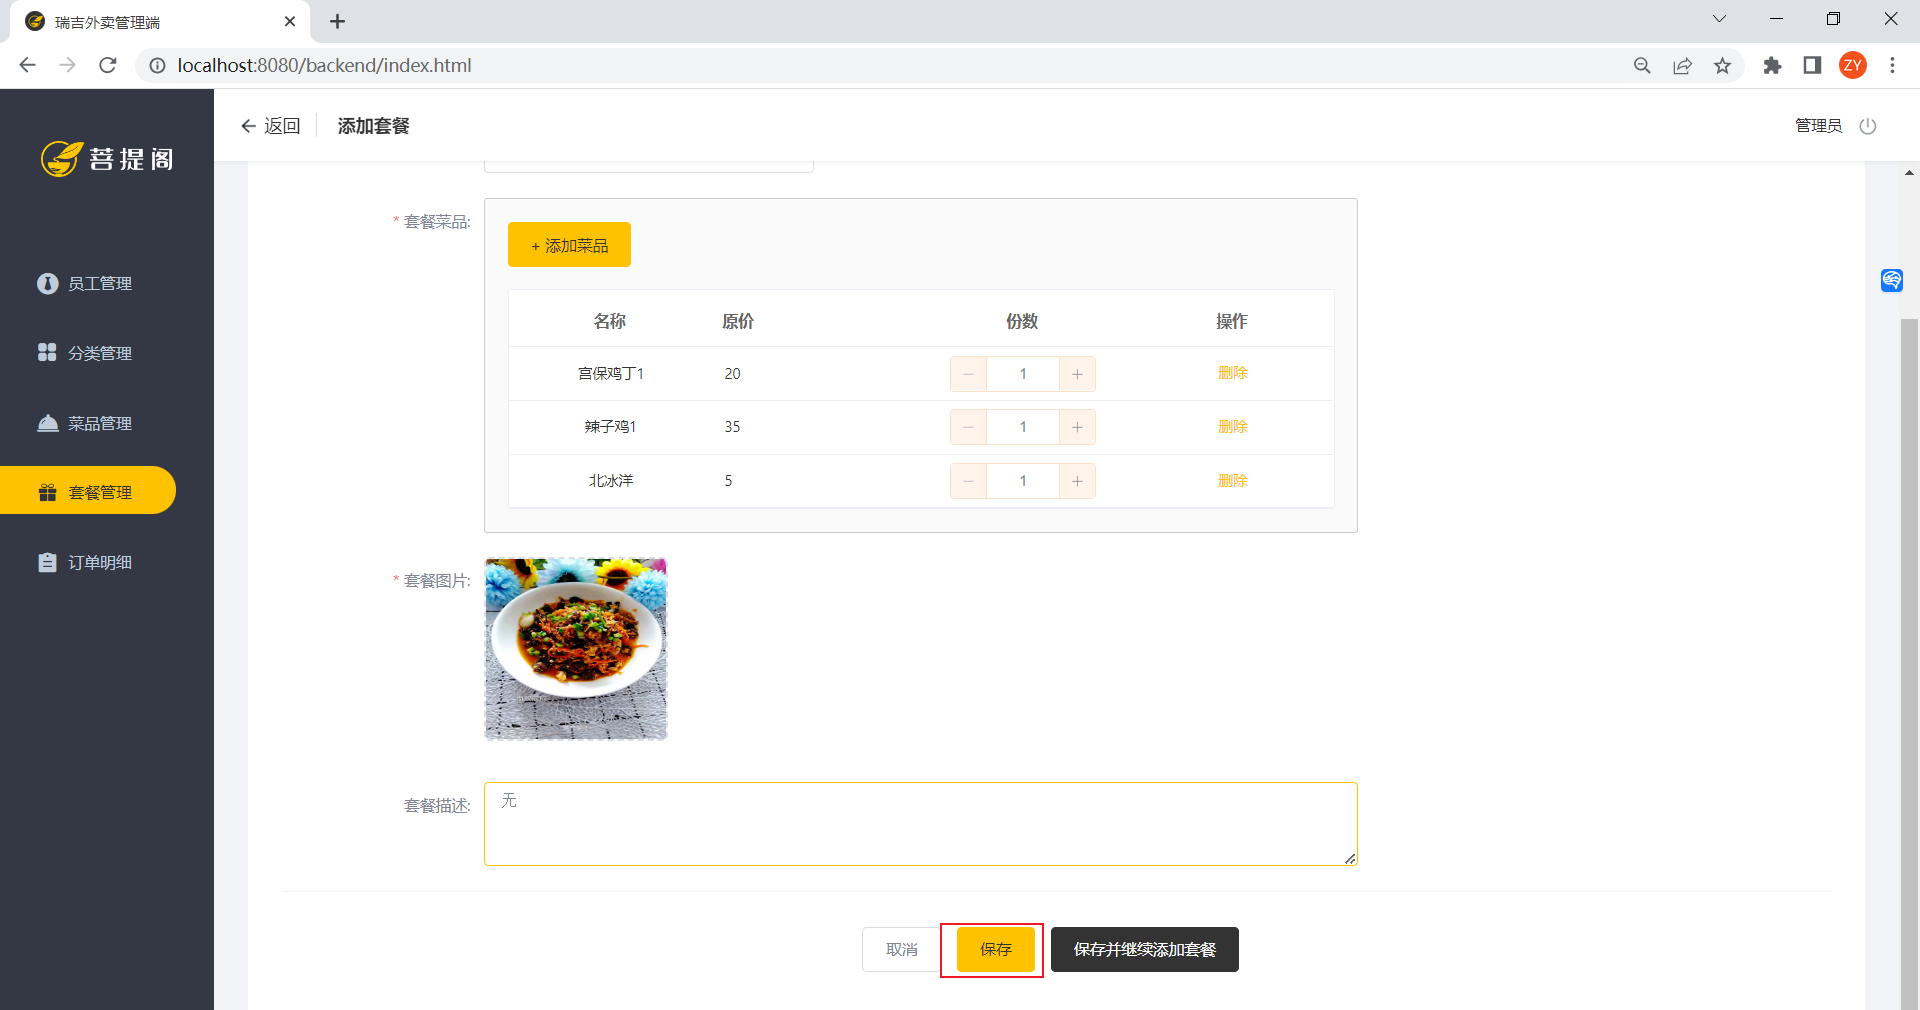 瑞吉外卖管理端
localhost:8080/backend/index.html
ZY
菩提阁
返回
添加套餐
管理员
员工管理
分类管理
菜品管理
套餐管理
订单明细
* 套餐菜品:
+ 添加菜品
名称 原价 份数 操作
宫保鸡丁1 20 1 删除
辣子鸡1 35 1 删除
北冰洋 5 1 删除
* 套餐图片:
套餐描述:
无
取消 保存 保存并继续添加套餐